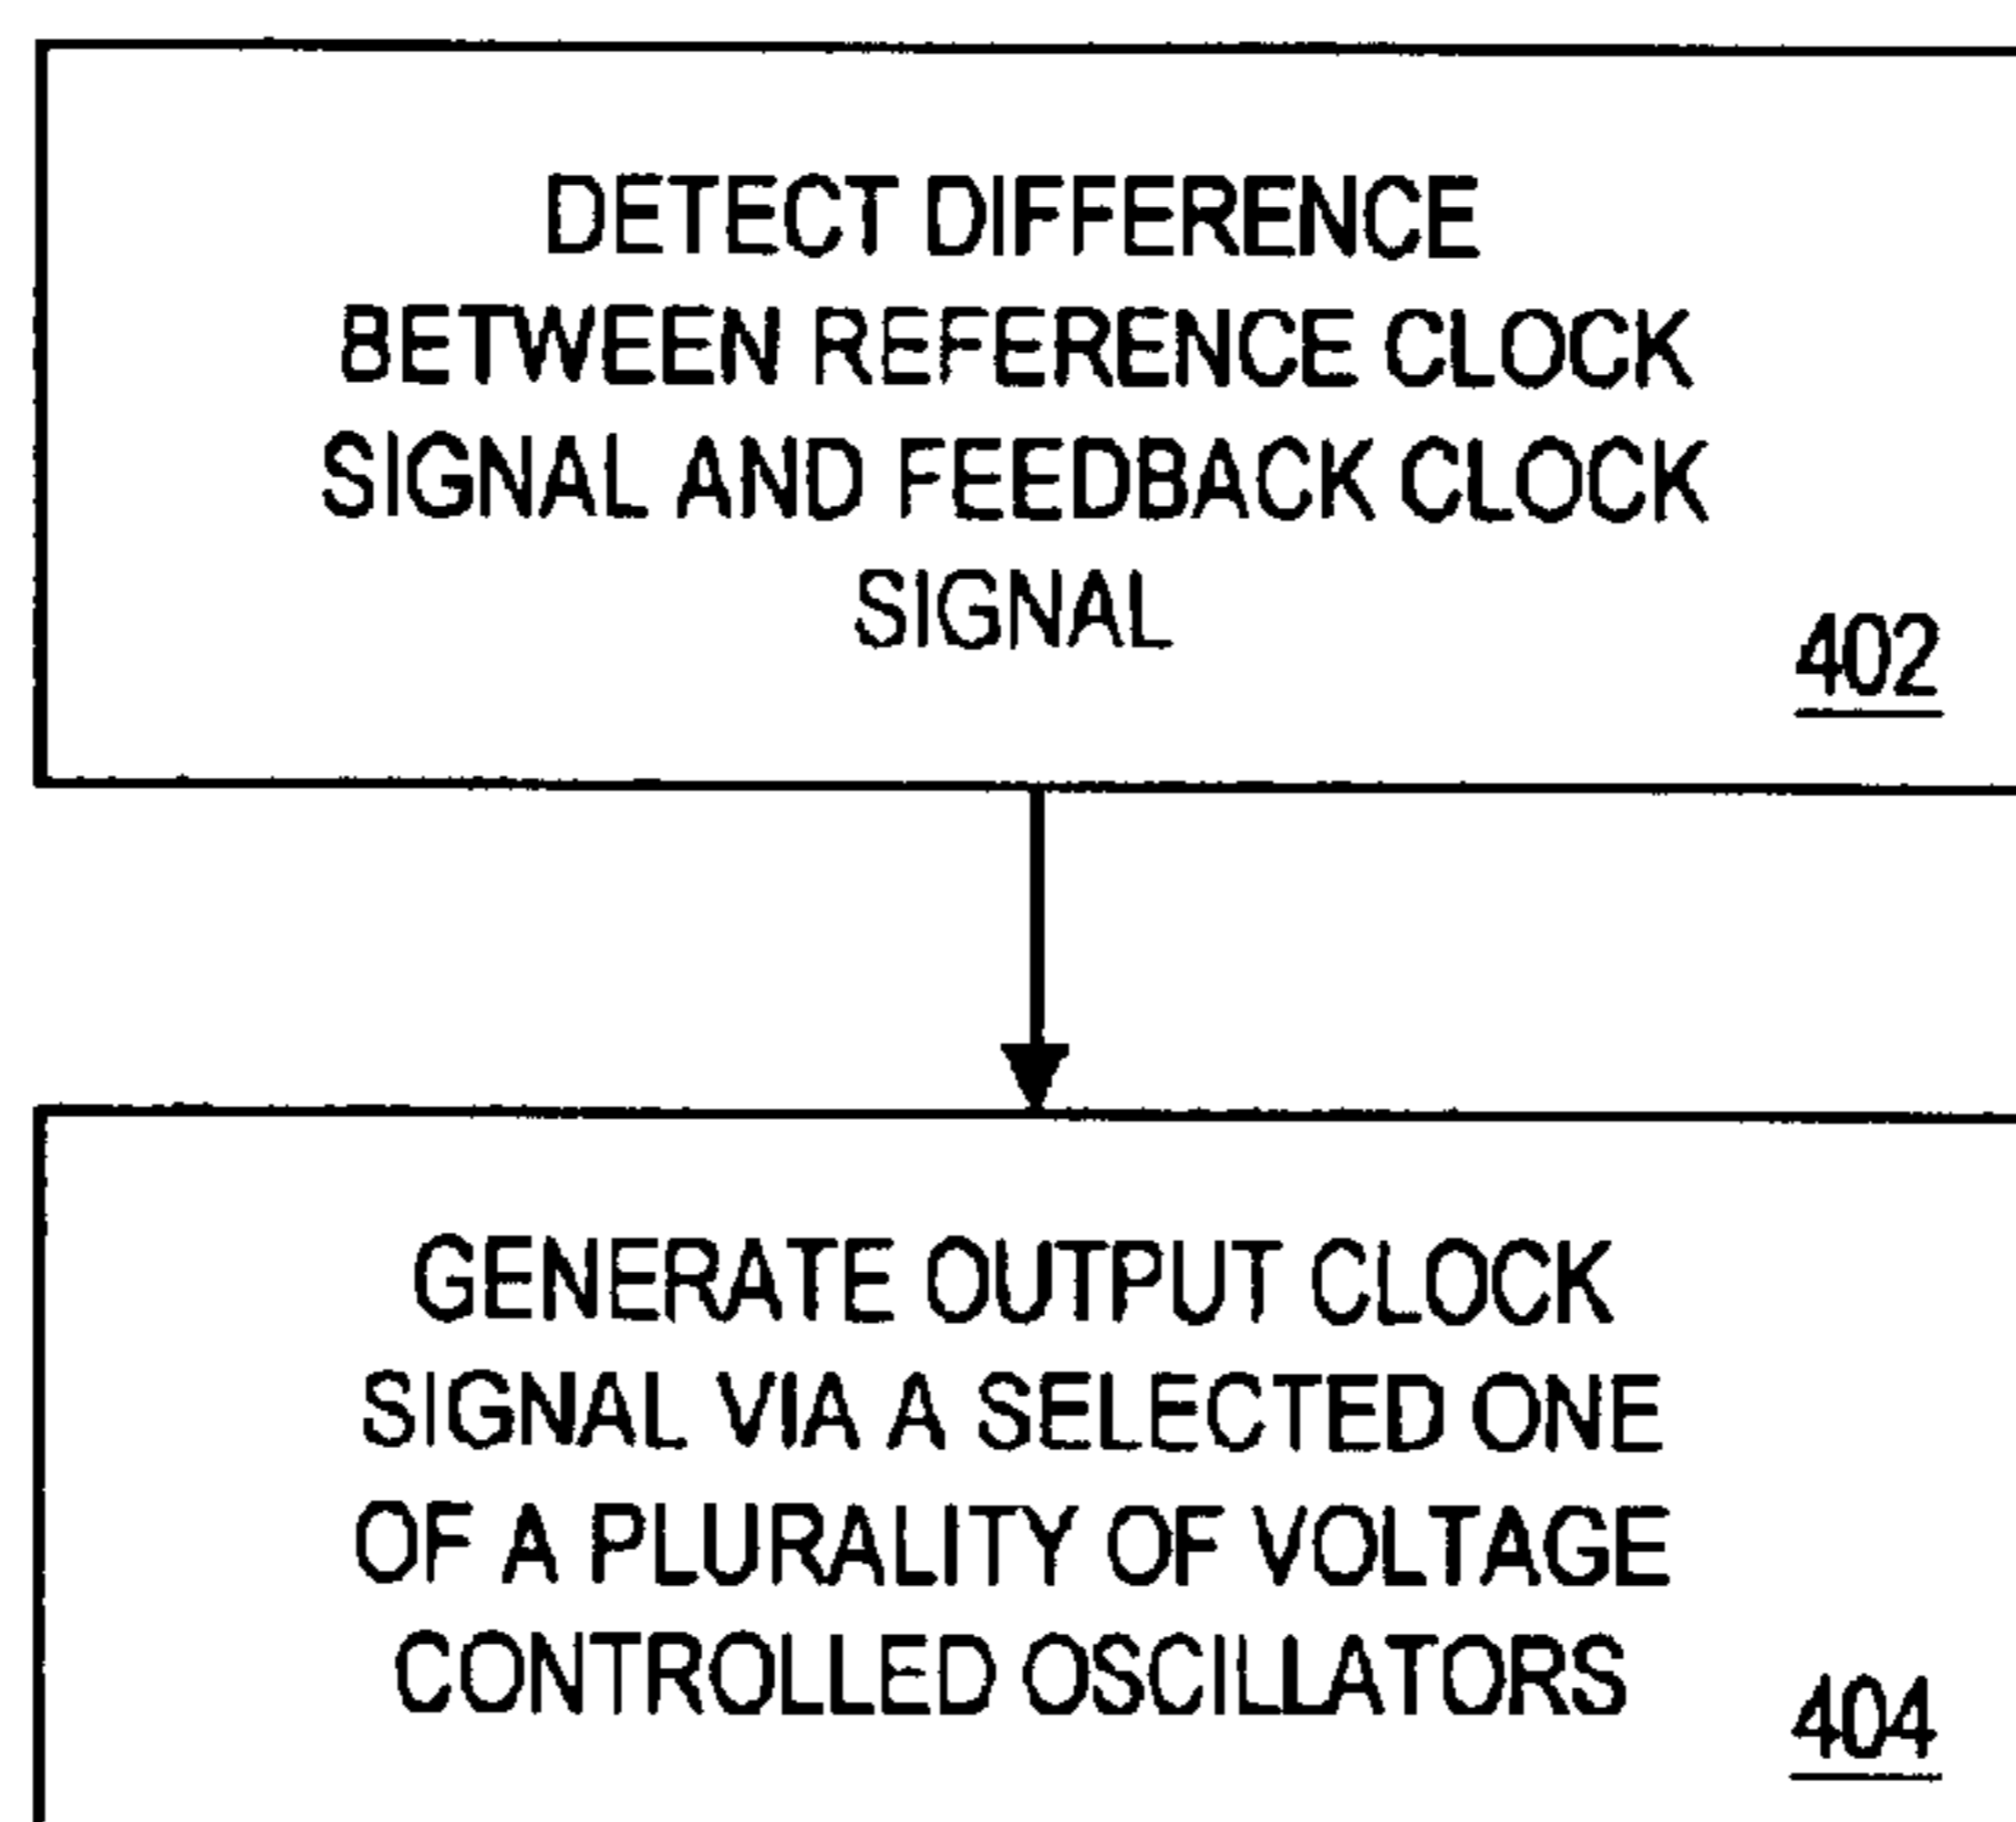 DETECT DIFFERENCE
BETWEEN REFERENCE CLOCK
SIGNAL AND FEEDBACK CLOCK
SIGNAL
402
GENERATE OUTPUT CLOCK
SIGNAL VIA A SELECTED ONE
OF A PLURALITY OF VOLTAGE
CONTROLLED OSCILLATORS
404